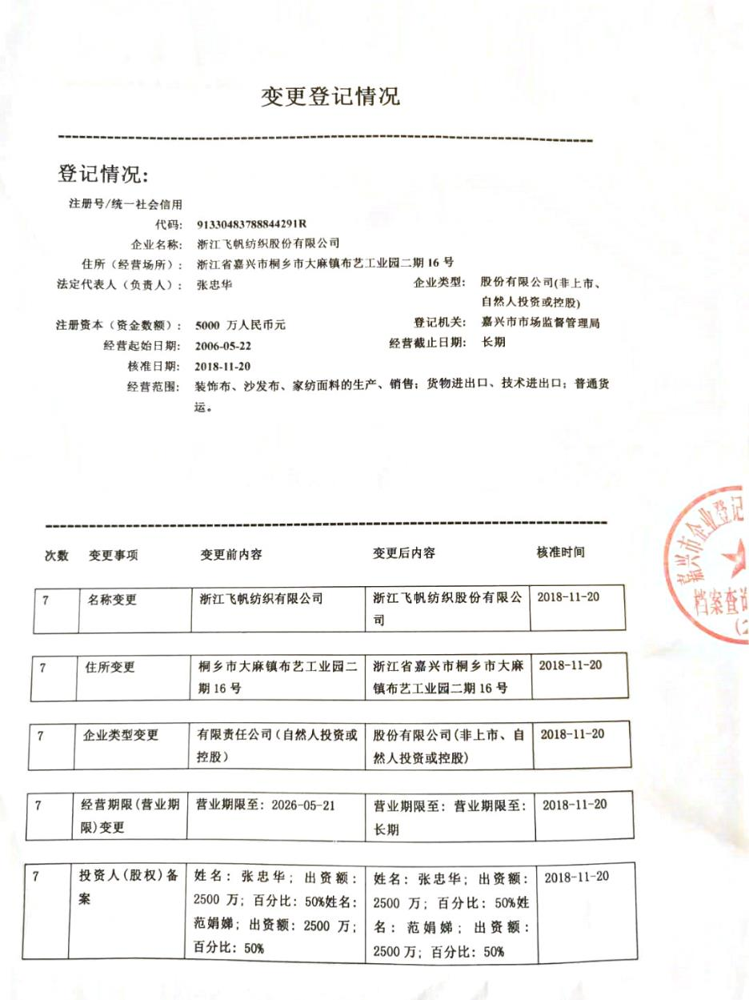 变更登记情况
登记情况:
注册号/统一社会信用
代码: 91330483788844291R
企业名称: 浙江飞帆纺织股份有限公司
住所（经营场所）: 浙江省嘉兴市桐乡市大麻镇布艺工业园二期 16 号
法定代表人（负责人）: 张忠华 企业类型: 股份有限公司(非上市、
自然人投资或控股)
注册资本（资金数额）: 5000 万人民币元 登记机关: 嘉兴市市场监督管理局
经营起始日期: 2006-05-22 经营截止日期: 长期
核准日期: 2018-11-20
经营范围: 装饰布、沙发布、家纺面料的生产、销售；货物进出口、技术进出口；普通货
运。
次数 变更事项 变更前内容 变更后内容 核准时间
7 名称变更 浙江飞帆纺织有限公司 浙江飞帆纺织股份有限公 2018-11-20
司
7 住所变更 桐乡市大麻镇布艺工业园二 浙江省嘉兴市桐乡市大麻 2018-11-20
期 16 号 镇布艺工业园二期 16 号
7 企业类型变更 有限责任公司（自然人投资或 股份有限公司(非上市、自 2018-11-20
控股） 然人投资或控股)
7 经营期限(营业期 营业期限至: 2026-05-21 营业期限至: 营业期限至: 2018-11-20
限)变更 长期
7 投资人(股权)备 姓名: 张忠华; 出资额: 姓名: 张忠华; 出资额: 2018-11-20
案 2500 万; 百分比: 50%姓名: 2500 万; 百分比: 50%姓
范娟娣; 出资额: 2500 万; 名: 范娟娣; 出资额:
百分比: 50% 2500 万; 百分比: 50%
嘉兴市企业登记
档案查询